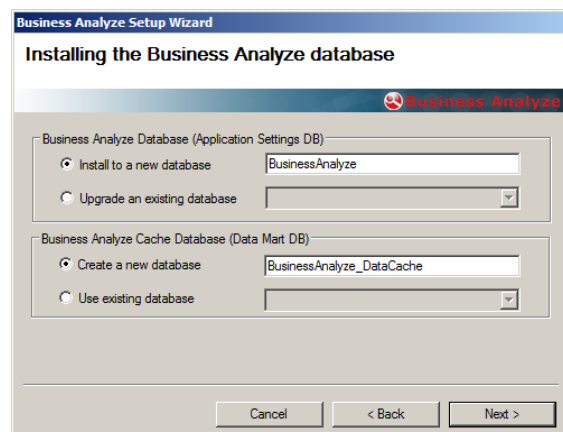 Business Analyze Setup Wizard
Installing the Business Analyze database
Business Analyze
Business Analyze Database (Application Settings DB)
Install to a new database BusinessAnalyze
Upgrade an existing database
Business Analyze Cache Database (Data Mart DB)
Create a new database BusinessAnalyze_DataCache
Use existing database
Cancel < Back Next >